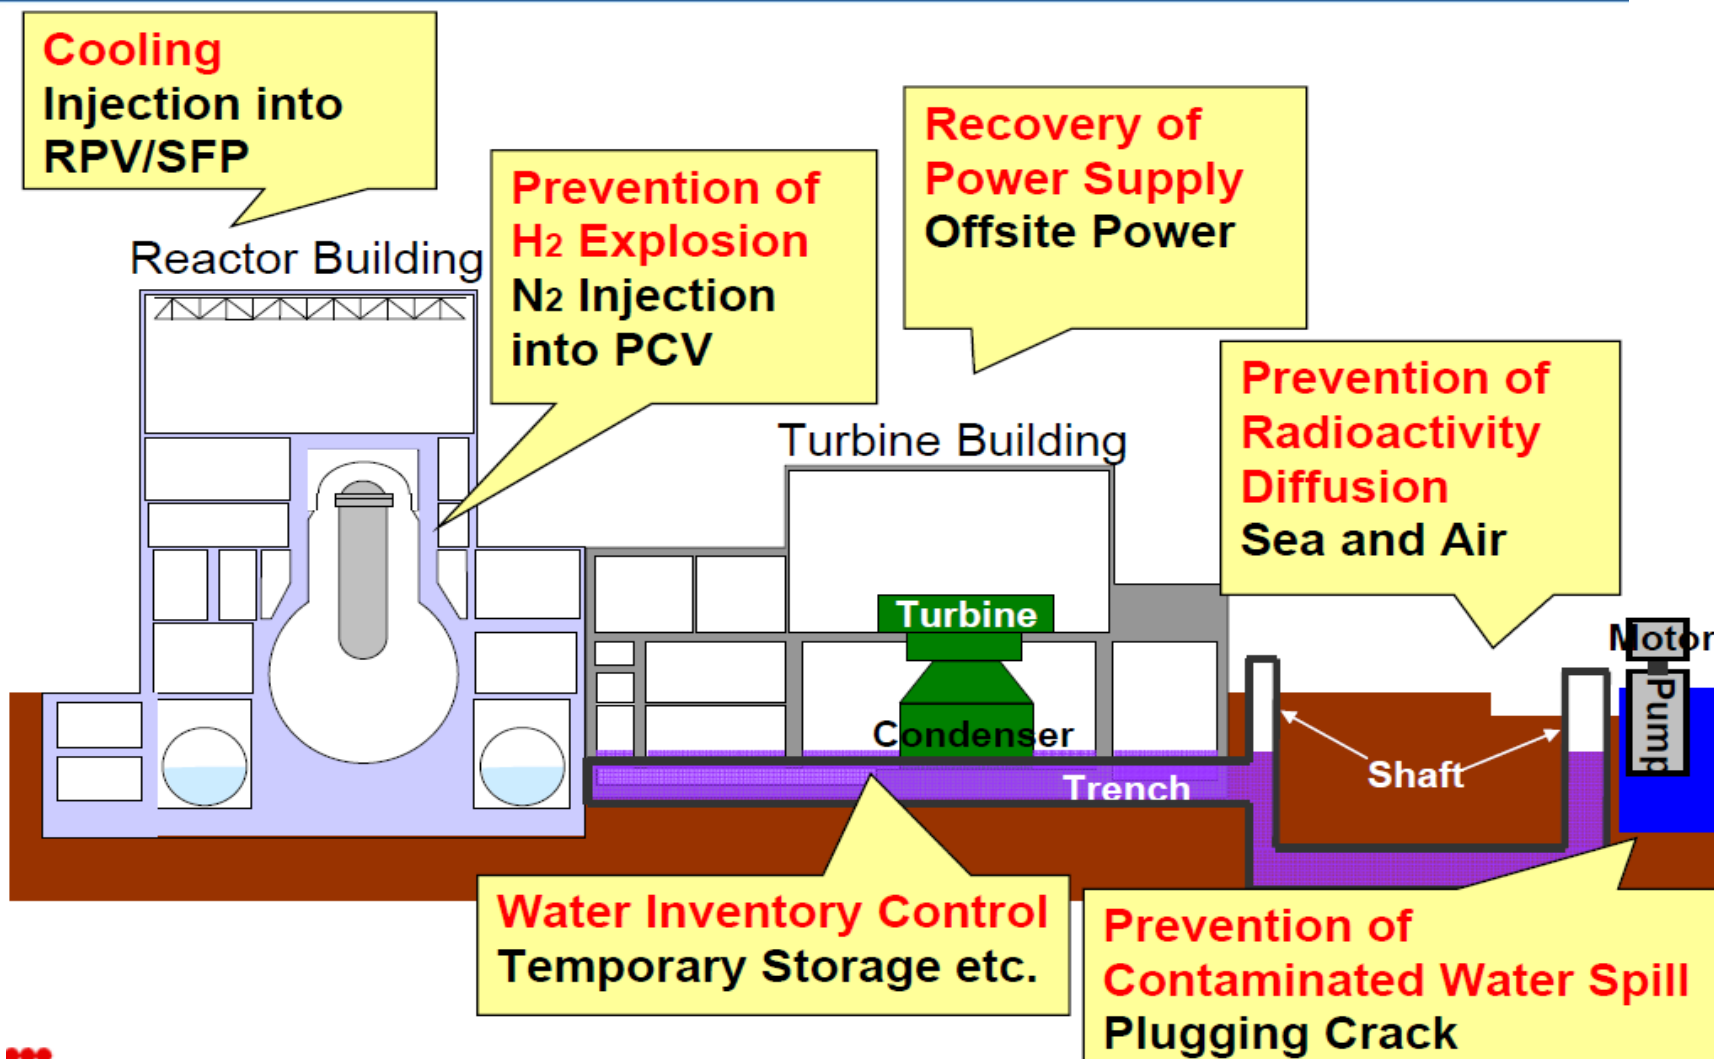 Cooling
Injection into
RPV/SFP
Prevention of
H2 Explosion
N2 Injection
into PCV
Recovery of
Power Supply
Offsite Power
Prevention of
Radioactivity
Diffusion
Sea and Air
Reactor Building
Turbine Building
Turbine
Condenser
Trench
Shaft
Motor
Pump
Water Inventory Control
Temporary Storage etc.
Prevention of
Contaminated Water Spill
Plugging Crack